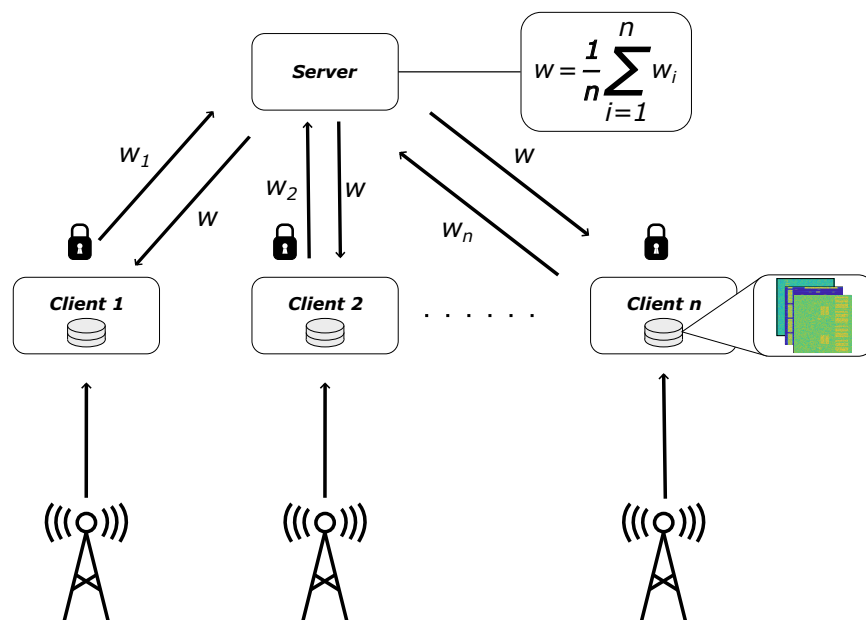 Server
w = 1/n ∑ i=1 n w_i
w_1
w
w_2
w
w
w_n
Client 1
Client 2
. . . . . .
Client n